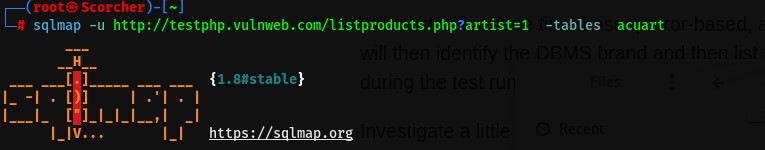 ┌──(root㉿Scorcher)-[~]
└─# sqlmap -u http://testphp.vulnweb.com/listproducts.php?artist=1 -tables acuart
        ___
       __H__
 ___ ___[.]_____ ___ ___  {1.8#stable}
|_ -| . [)]     | .'| . |
|___|_  ["]_|_|_|__,|  _|
      |_|V...       |_|   https://sqlmap.org
ror-based, a
will then identify the DBMS brand and then list
during the test run
Files
Investigate a little
Recent